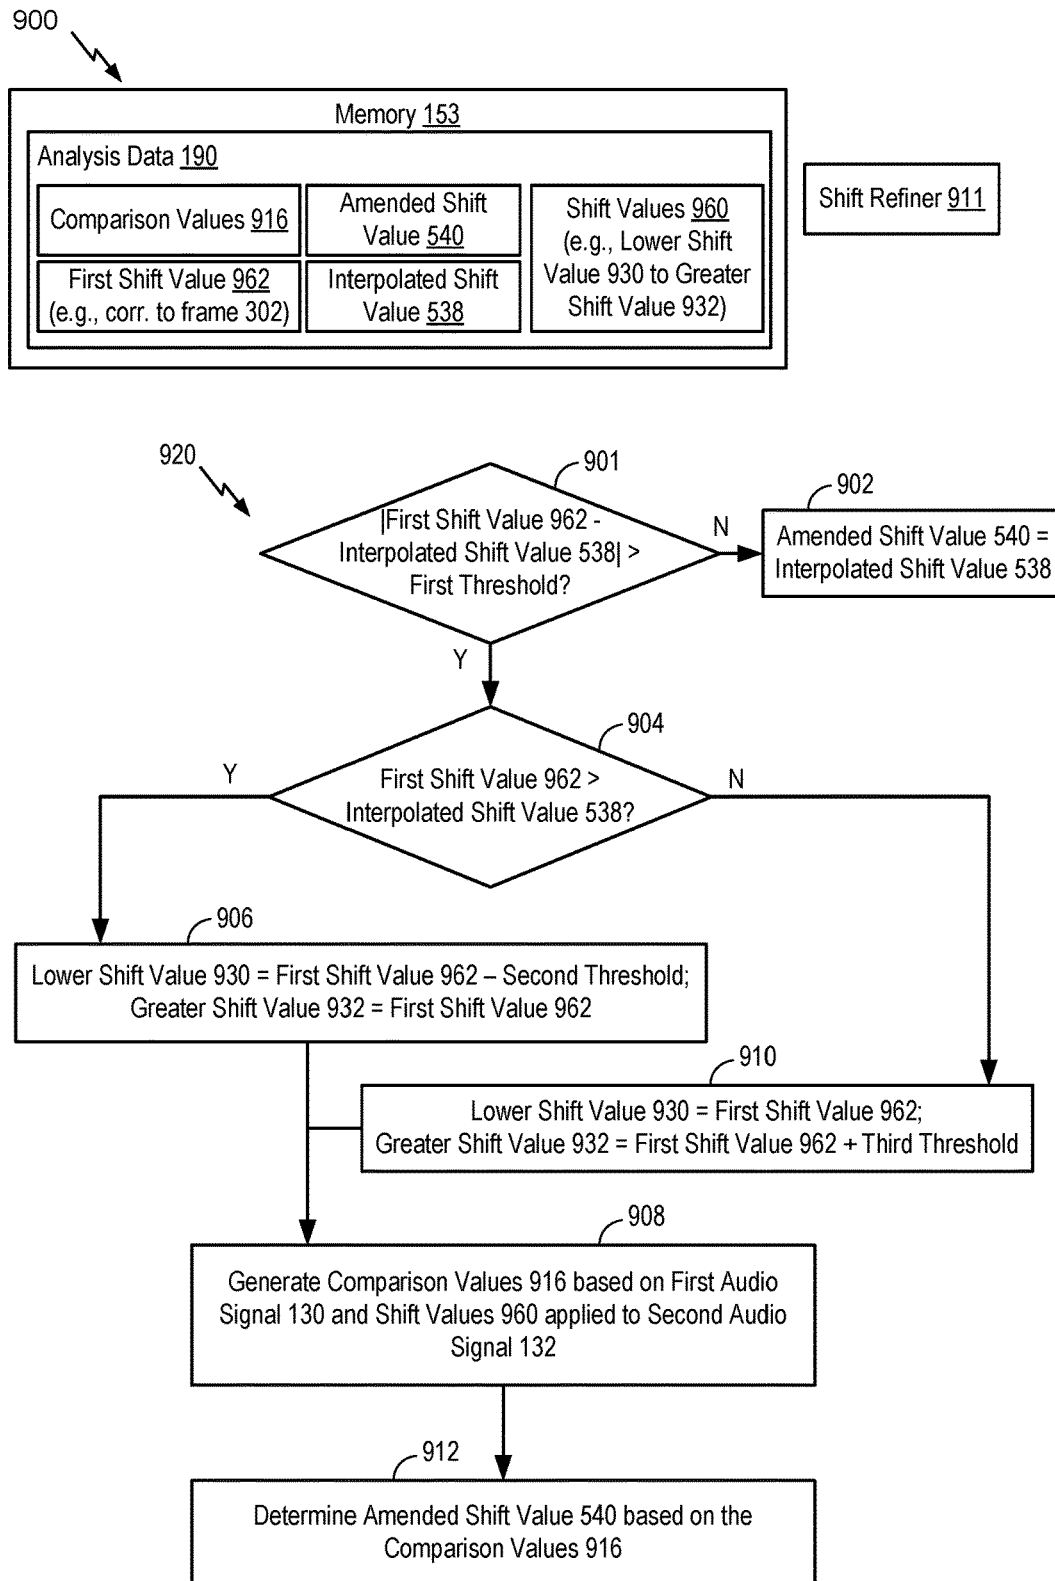 900
Memory 153
Analysis Data 190
Comparison Values 916
Amended Shift
Value 540
Shift Values 960
(e.g., Lower Shift
Value 930 to Greater
Shift Value 932)
First Shift Value 962
(e.g., corr. to frame 302)
Interpolated Shift
Value 538
Shift Refiner 911
920
901
|First Shift Value 962 -
Interpolated Shift Value 538| >
First Threshold?
N
902
Amended Shift Value 540 =
Interpolated Shift Value 538
Y
904
First Shift Value 962 >
Interpolated Shift Value 538?
Y
N
906
Lower Shift Value 930 = First Shift Value 962 – Second Threshold;
Greater Shift Value 932 = First Shift Value 962
910
Lower Shift Value 930 = First Shift Value 962;
Greater Shift Value 932 = First Shift Value 962 + Third Threshold
908
Generate Comparison Values 916 based on First Audio
Signal 130 and Shift Values 960 applied to Second Audio
Signal 132
912
Determine Amended Shift Value 540 based on the
Comparison Values 916